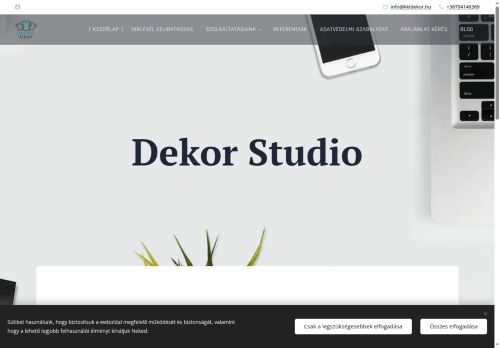 info@kkldekor.hu +36704146369
| KEZDŐLAP | HÍRLEVÉL FELIRATKOZÁS SZOLGÁLTATÁSAINK REFERENCIÁK ADATVÉDELMI SZABÁLYZAT ÁRAJÁNLAT KÉRÉS BLOG
Dekor Studio
Sütiket használunk, hogy biztosítsuk a weboldal megfelelő működését és biztonságát, valamint
hogy a lehető legjobb felhasználói élményt kínáljuk Neked.
Csak a legszükségesebbek elfogadása Összes elfogadása